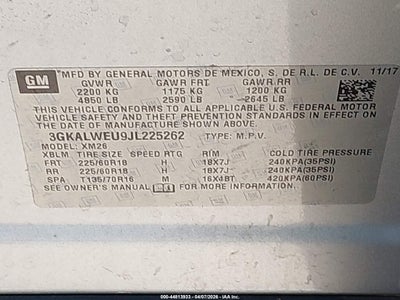 GM
MFD BY GENERAL MOTORS DE MEXICO, S. DE R.L. DE C.V. 11/17
GVWR GAWR FRT GAWR RR
2200 KG 1175 KG 1200 KG
4850 LB 2590 LB 2645 LB
THIS VEHICLE CONFORMS TO ALL APPLICABLE U.S. FEDERAL MOTOR
VEHICLE SAFETY AND THEFT PREVENTION STANDARDS IN EFFECT ON
THE DATE OF MANUFACTURE SHOWN ABOVE.
3GKALWEU9JL225262 TYPE: M.P.V.
MODEL: XM26
XBLM TIRE SIZE SPEED RTG RIM COLD TIRE PRESSURE
FRT 225/60R18 H 18X7J 240KPA(35PSI)
RR 225/60R18 H 18X7J 240KPA(35PSI)
SPA T135/70R16 M 16X4BT 420KPA(60PSI)
SEE OWNER'S MANUAL FOR MORE INFORMATION.
000-44813933 - 04/07/2026 - IAA Inc.